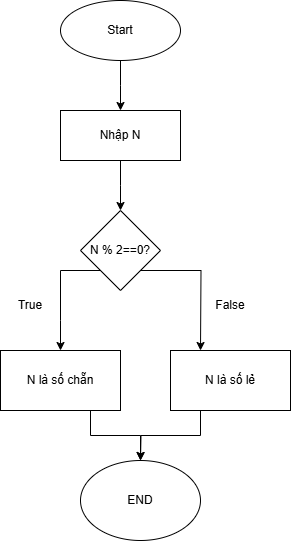 Start
Nhập N
N % 2==0?
True
False
N là số chẵn
N là số lẻ
END